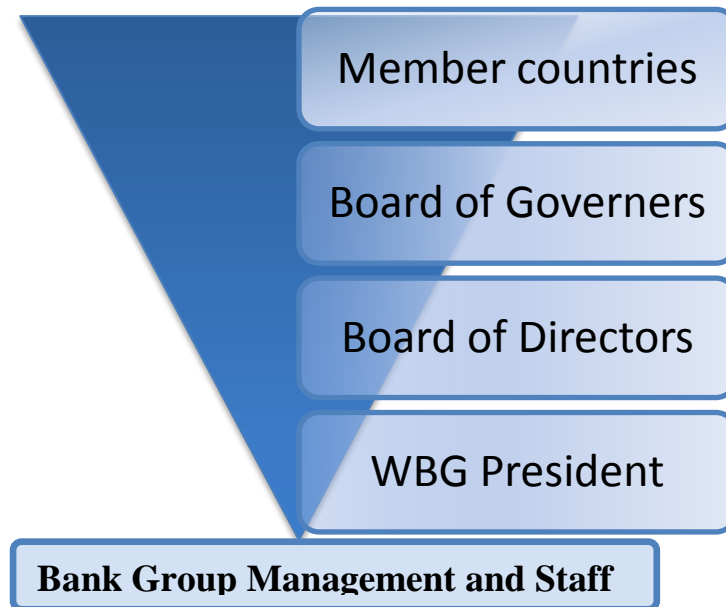 Member countries
Board of Governers
Board of Directors
WBG President
Bank Group Management and Staff